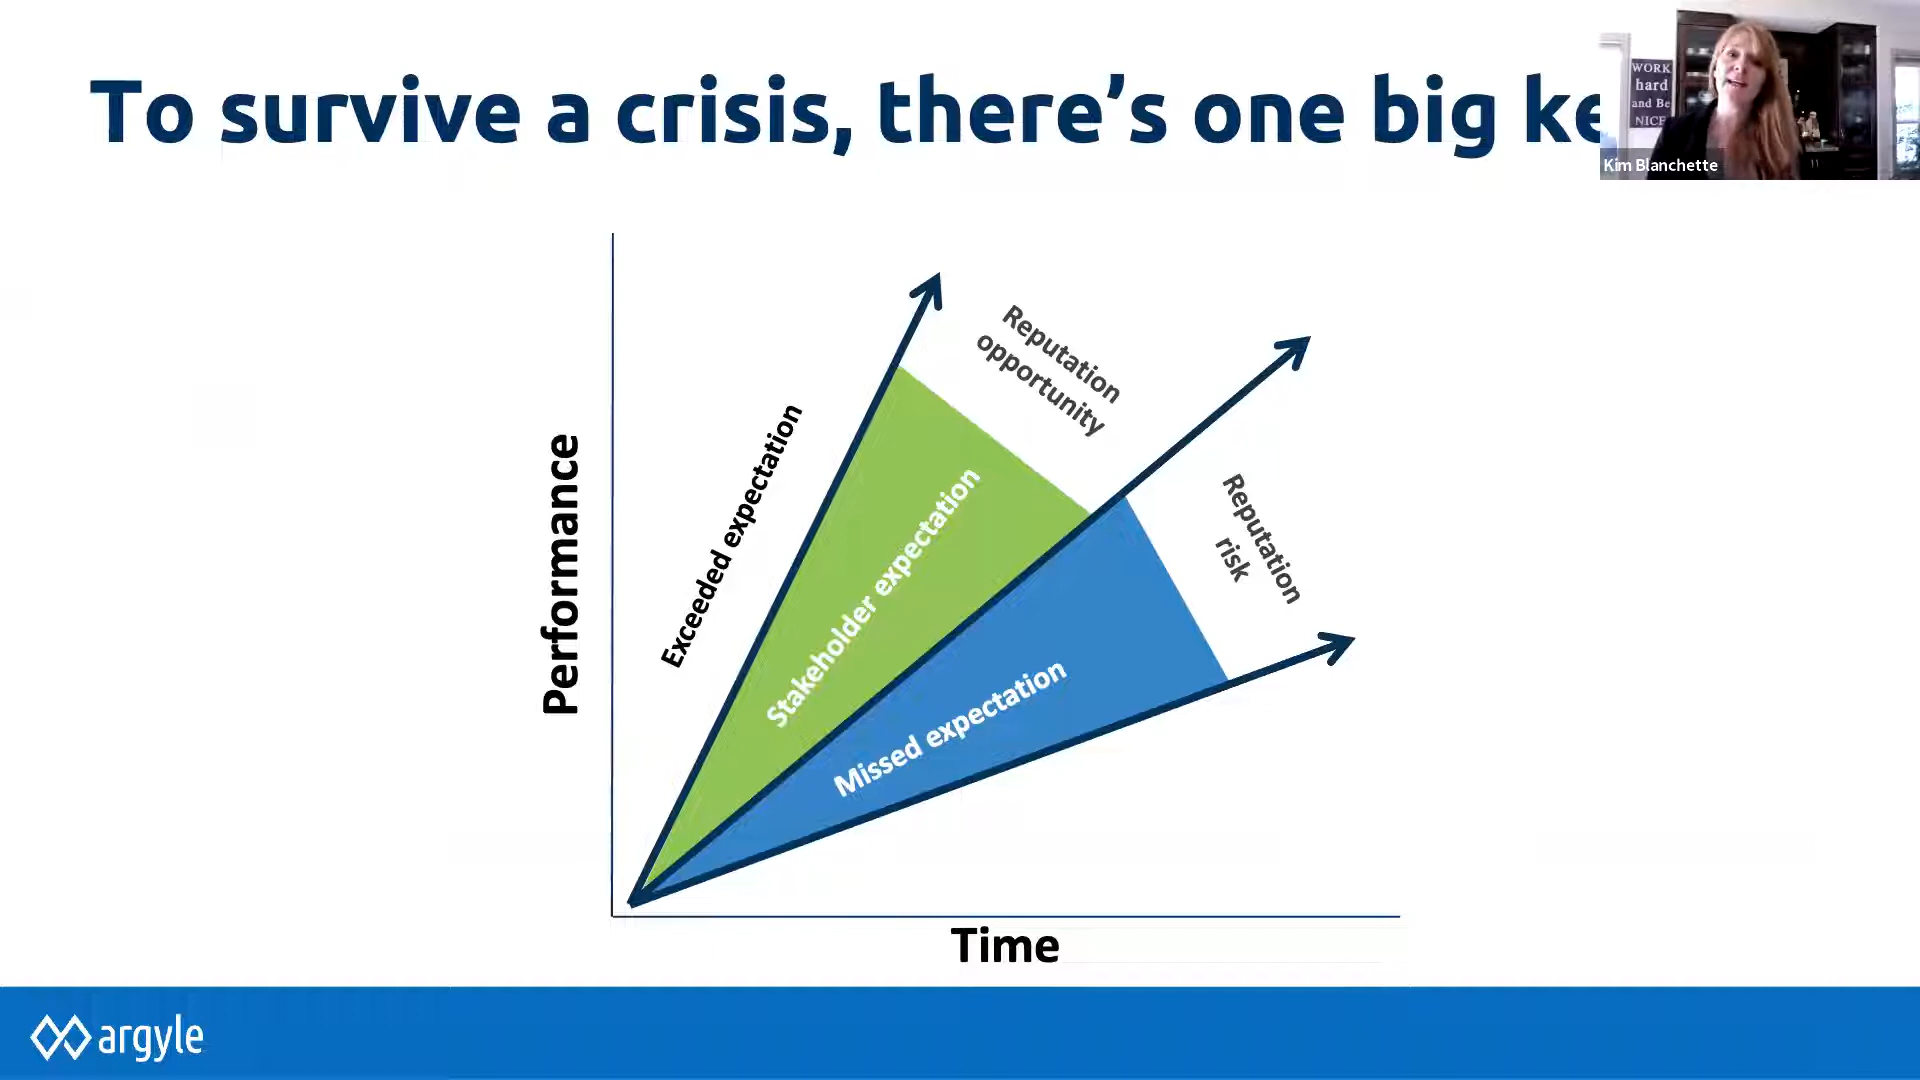 To survive a crisis, there’s one big ke
WORK
hard
and Be
NICE
Kim Blanchette
Performance
Exceeded expectation
Stakeholder expectation
Missed expectation
Reputation
opportunity
Reputation
risk
Time
argyle